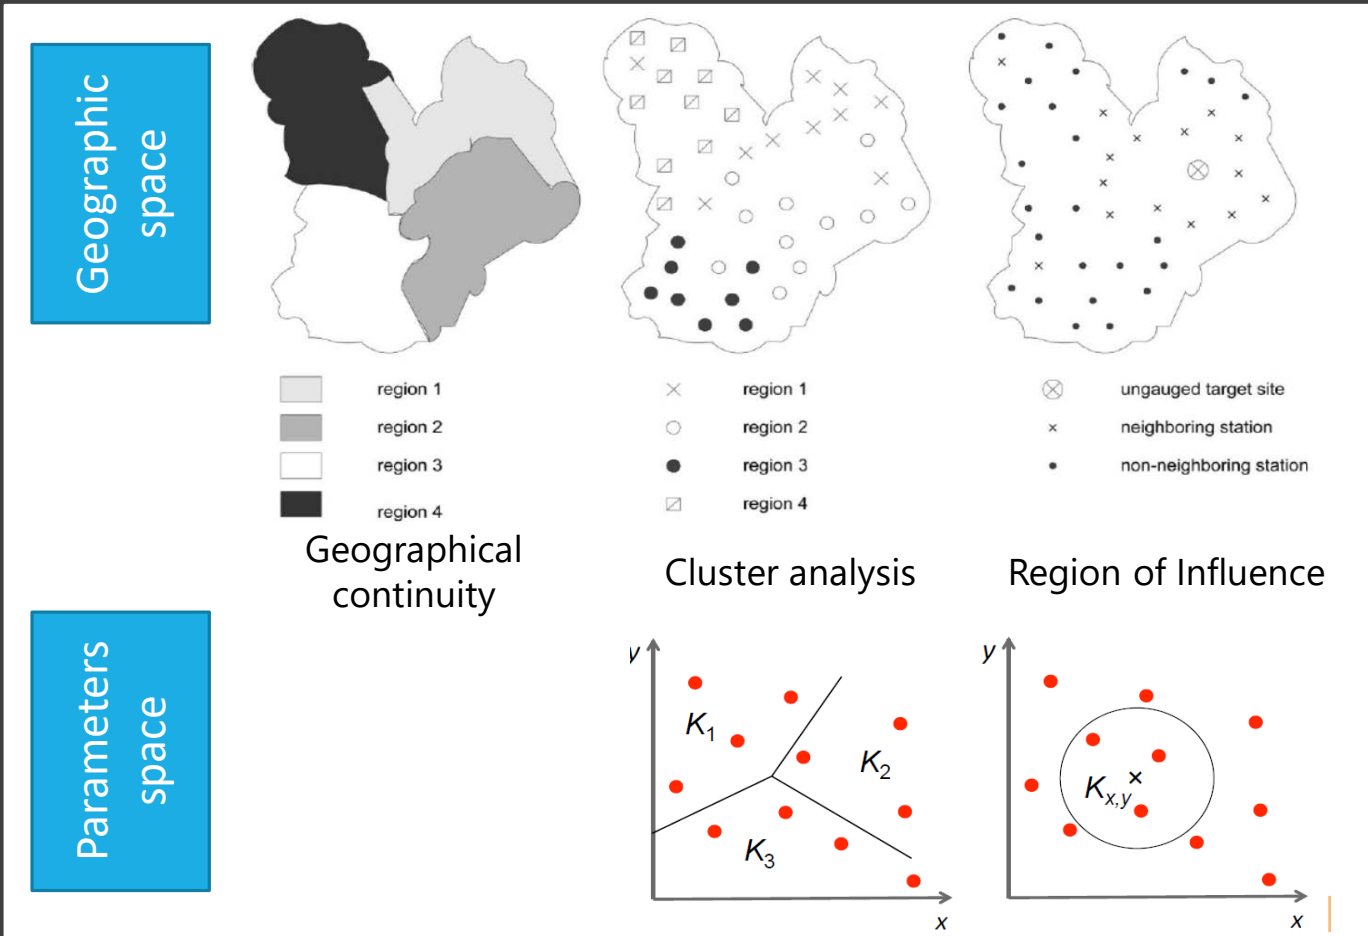 Geographic
space
region 1
region 2
region 3
region 4
region 1
region 2
region 3
region 4
ungauged target site
neighboring station
non-neighboring station
Geographical
continuity
Cluster analysis
Region of Influence
Parameters
space
y
K1
K2
K3
x
y
Kx,y
x